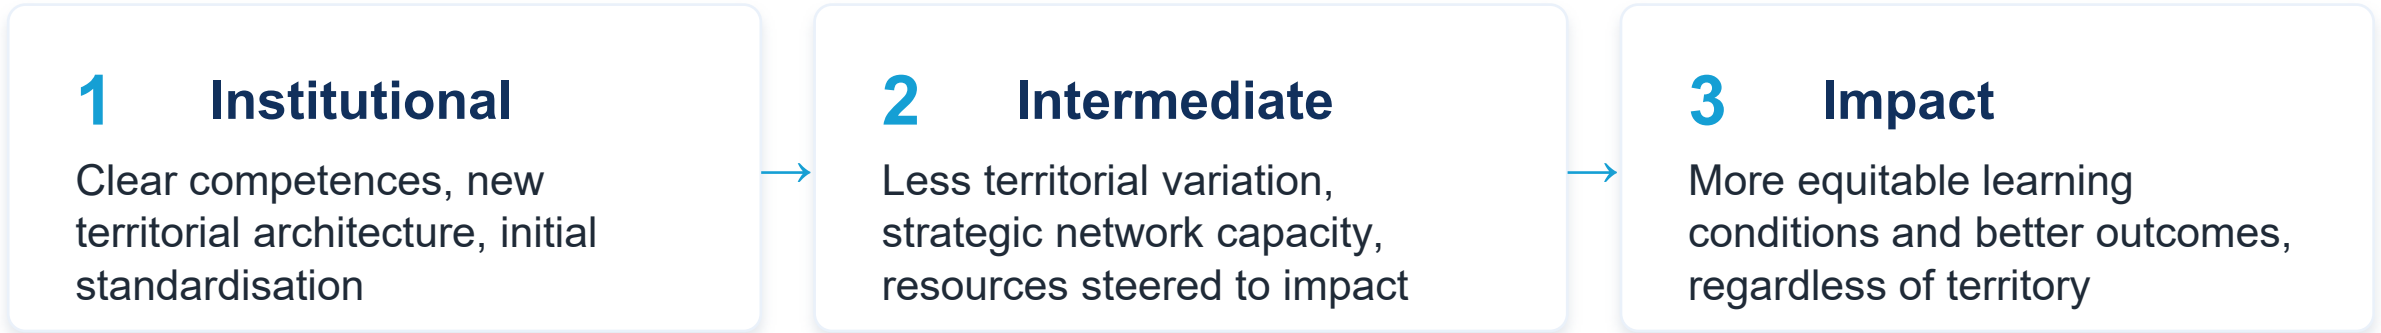 1 Institutional
Clear competences, new
territorial architecture, initial
standardisation
→
2 Intermediate
Less territorial variation,
strategic network capacity,
resources steered to impact
→
3 Impact
More equitable learning
conditions and better outcomes,
regardless of territory